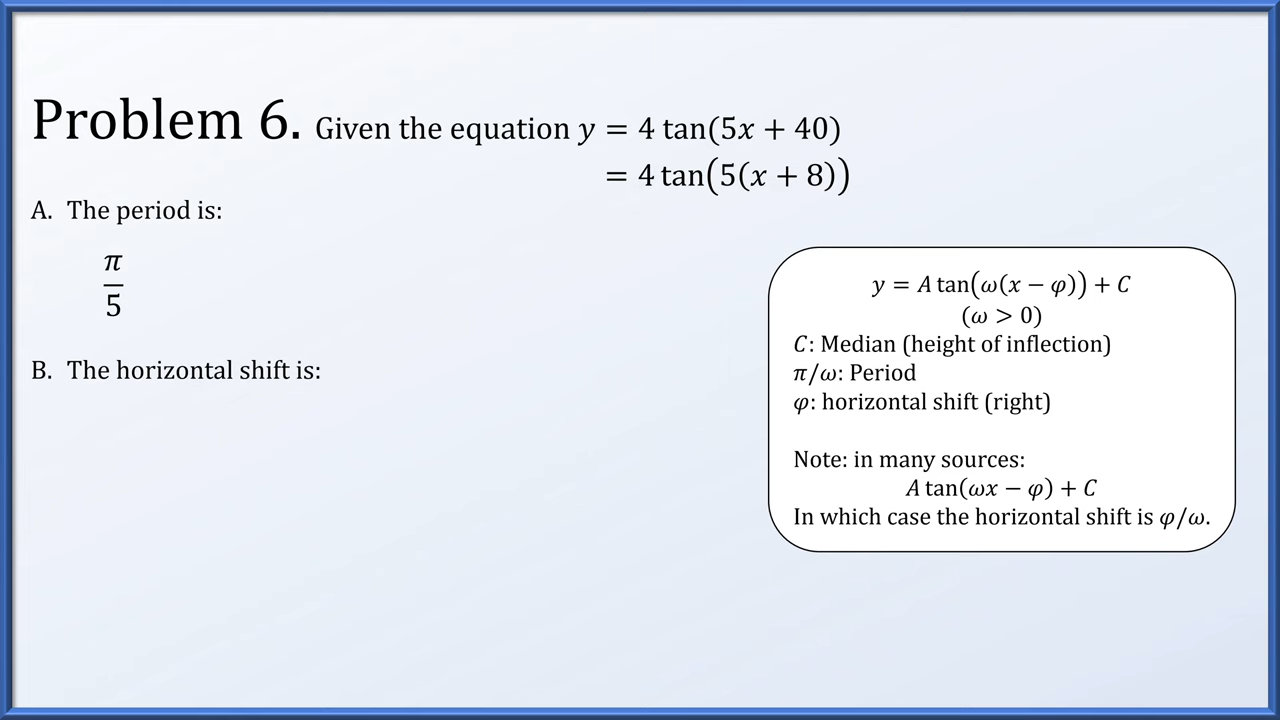 Problem 6. Given the equation y = 4 tan(5x + 40)
= 4 tan(5(x + 8))
A. The period is:
π
5
B. The horizontal shift is:
y = A tan(ω(x − φ)) + C
(ω > 0)
C: Median (height of inflection)
π/ω: Period
φ: horizontal shift (right)
Note: in many sources:
A tan(ωx − φ) + C
In which case the horizontal shift is φ/ω.